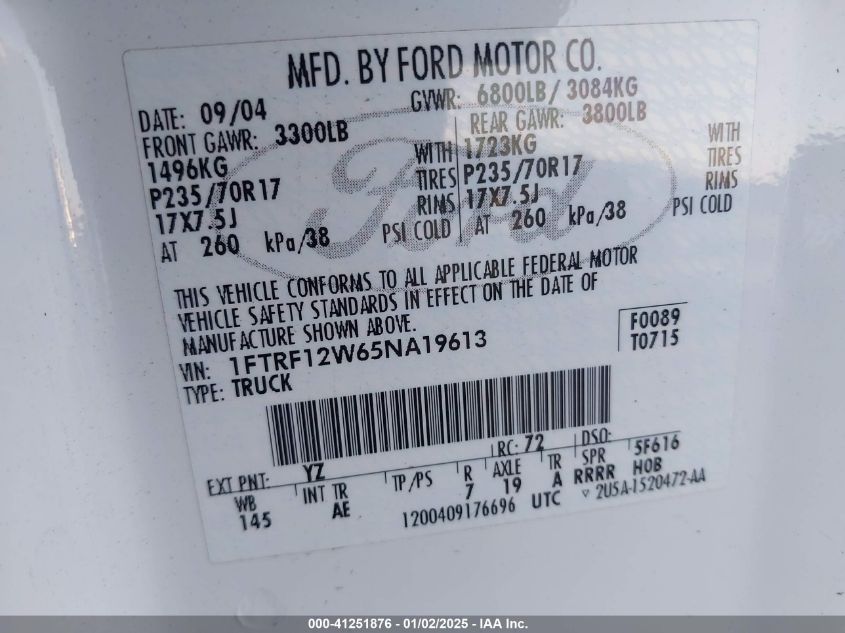 MFD. BY FORD MOTOR CO.
DATE: 09/04 GVWR: 6800LB / 3084KG
FRONT GAWR: 3300LB REAR GAWR: 3800LB
1496KG WITH 1723KG WITH
P235/70R17 TIRES P235/70R17 TIRES
17X7.5J RIMS 17X7.5J RIMS
AT 260 kPa/38 PSI COLD AT 260 kPa/38 PSI COLD
Ford
THIS VEHICLE CONFORMS TO ALL APPLICABLE FEDERAL MOTOR
VEHICLE SAFETY STANDARDS IN EFFECT ON THE DATE OF
MANUFACTURE SHOWN ABOVE.
VIN: 1FTRF12W65NA19613 F0089
TYPE: TRUCK T0715
EXT PNT: YZ RC: 72 DSO: 5F616
WB INT TR TP/PS R AXLE TR SPR HOB
145 AE 7 19 A RRRR
1200409176696 UTC ▽ 2U5A-1520472-AA
000-41251876 - 01/02/2025 - IAA Inc.